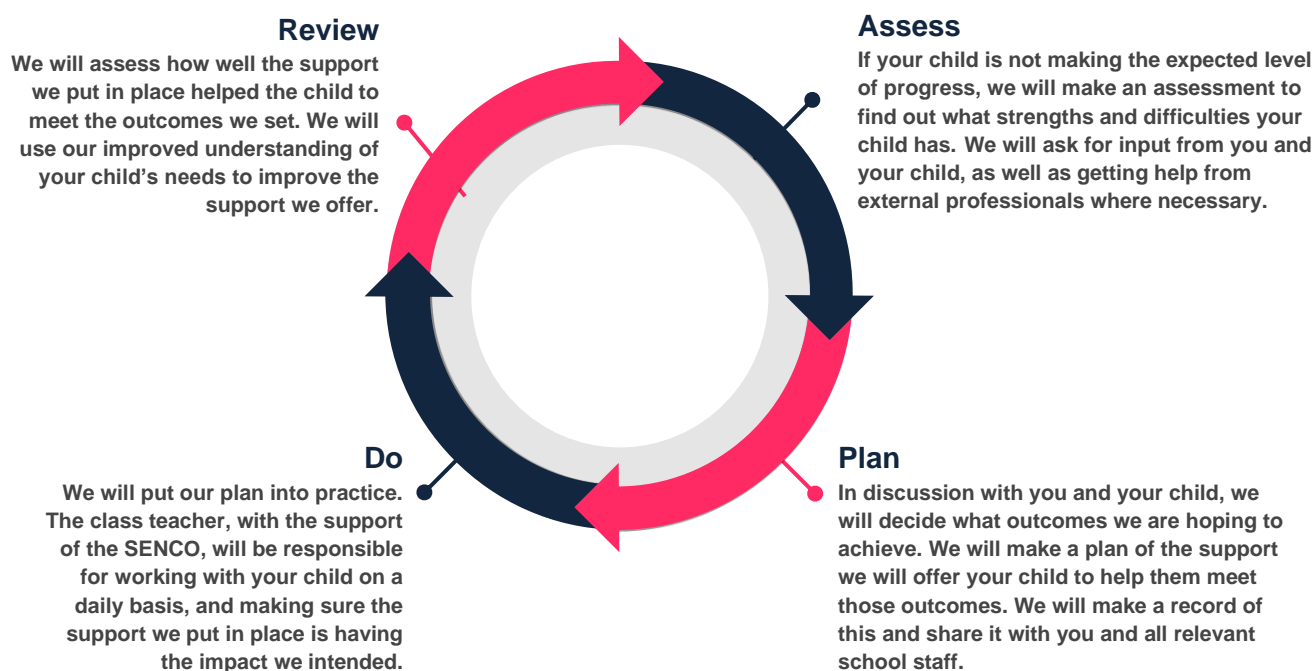 Review
We will assess how well the support
we put in place helped the child to
meet the outcomes we set. We will
use our improved understanding of
your child’s needs to improve the
support we offer.
Assess
If your child is not making the expected level
of progress, we will make an assessment to
find out what strengths and difficulties your
child has. We will ask for input from you and
your child, as well as getting help from
external professionals where necessary.
Do
We will put our plan into practice.
The class teacher, with the support
of the SENCO, will be responsible
for working with your child on a
daily basis, and making sure the
support we put in place is having
the impact we intended.
Plan
In discussion with you and your child, we
will decide what outcomes we are hoping to
achieve. We will make a plan of the support
we will offer your child to help them meet
those outcomes. We will make a record of
this and share it with you and all relevant
school staff.